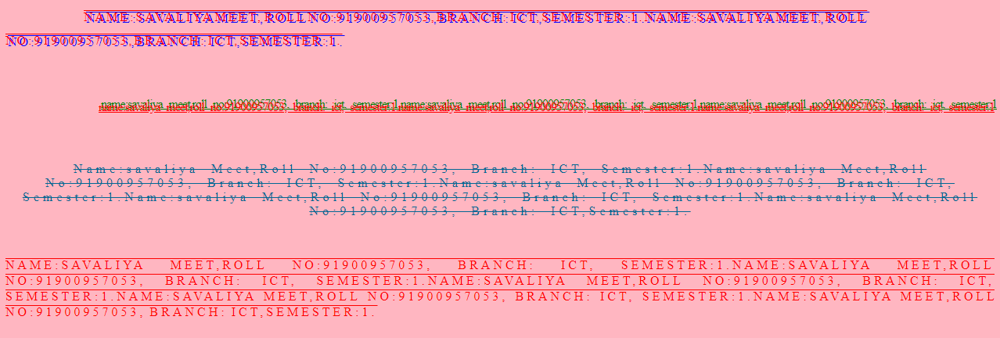 NAME:SAVALIYA MEET, ROLL NO:91900957053,BRANCH:ICT,SEMESTER:1.NAME:SAVALIYA MEET, ROLL
NO:91900957053,BRANCH:ICT,SEMESTER:1.
name:savaliya meet,roll no:91900957053, branch: ict, semester:1.name:savaliya meet,roll no:91900957053, branch: ict, semester:1.name:savaliya meet,roll no:91900957053, branch: ict, semester:1
Name:savaliya Meet,Roll No:91900957053, Branch: ICT, Semester:1.Name:savaliya Meet,Roll
No:91900957053, Branch: ICT, Semester:1.Name:savaliya Meet,Roll No:91900957053, Branch: ICT,
Semester:1.Name:savaliya Meet,Roll No:91900957053, Branch: ICT, Semester:1.Name:savaliya Meet,Roll
No:91900957053, Branch: ICT,Semester:1.
NAME:SAVALIYA MEET,ROLL NO:91900957053, BRANCH: ICT, SEMESTER:1.NAME:SAVALIYA MEET,ROLL
NO:91900957053, BRANCH: ICT, SEMESTER:1.NAME:SAVALIYA MEET,ROLL NO:91900957053, BRANCH: ICT,
SEMESTER:1.NAME:SAVALIYA MEET,ROLL NO:91900957053, BRANCH: ICT, SEMESTER:1.NAME:SAVALIYA MEET,ROLL
NO:91900957053, BRANCH: ICT,SEMESTER:1.